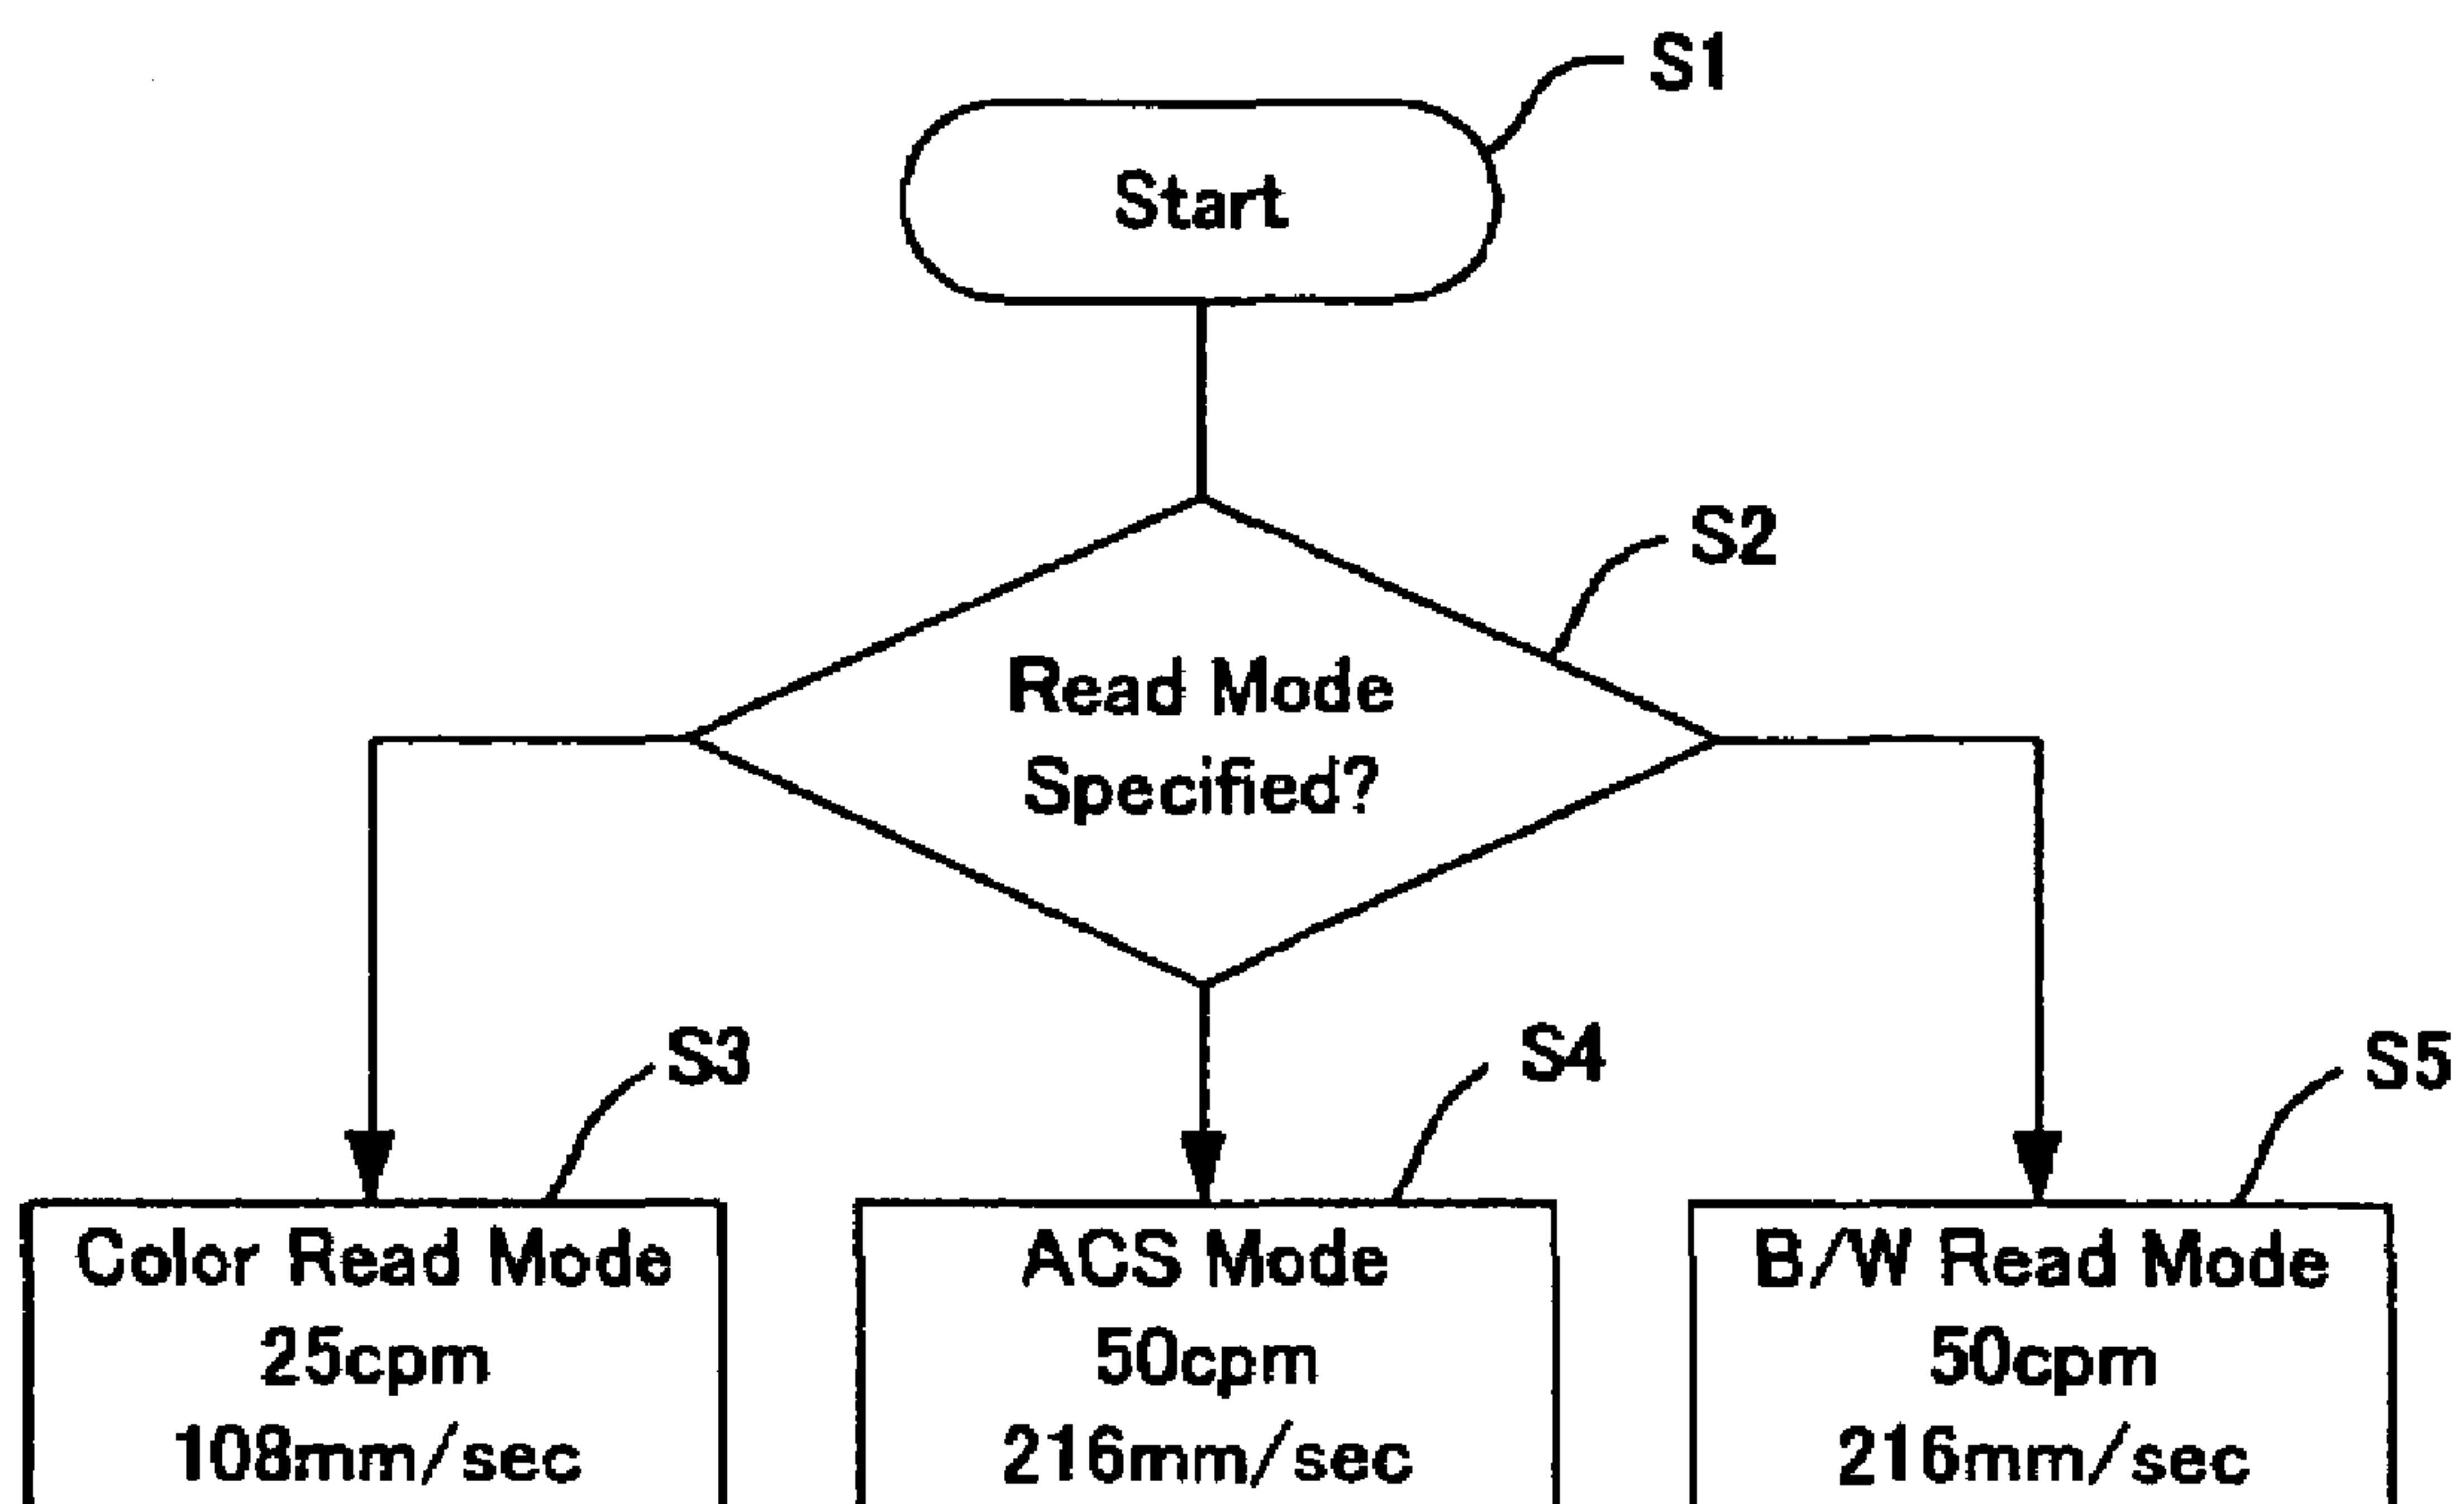 S1
Start
S2
Read Mode
Specified?
S3
S4
S5
Color Read Mode
25cpm
108mm/sec
ACS Mode
50cpm
216mm/sec
B/W Read Mode
50cpm
216mm/sec